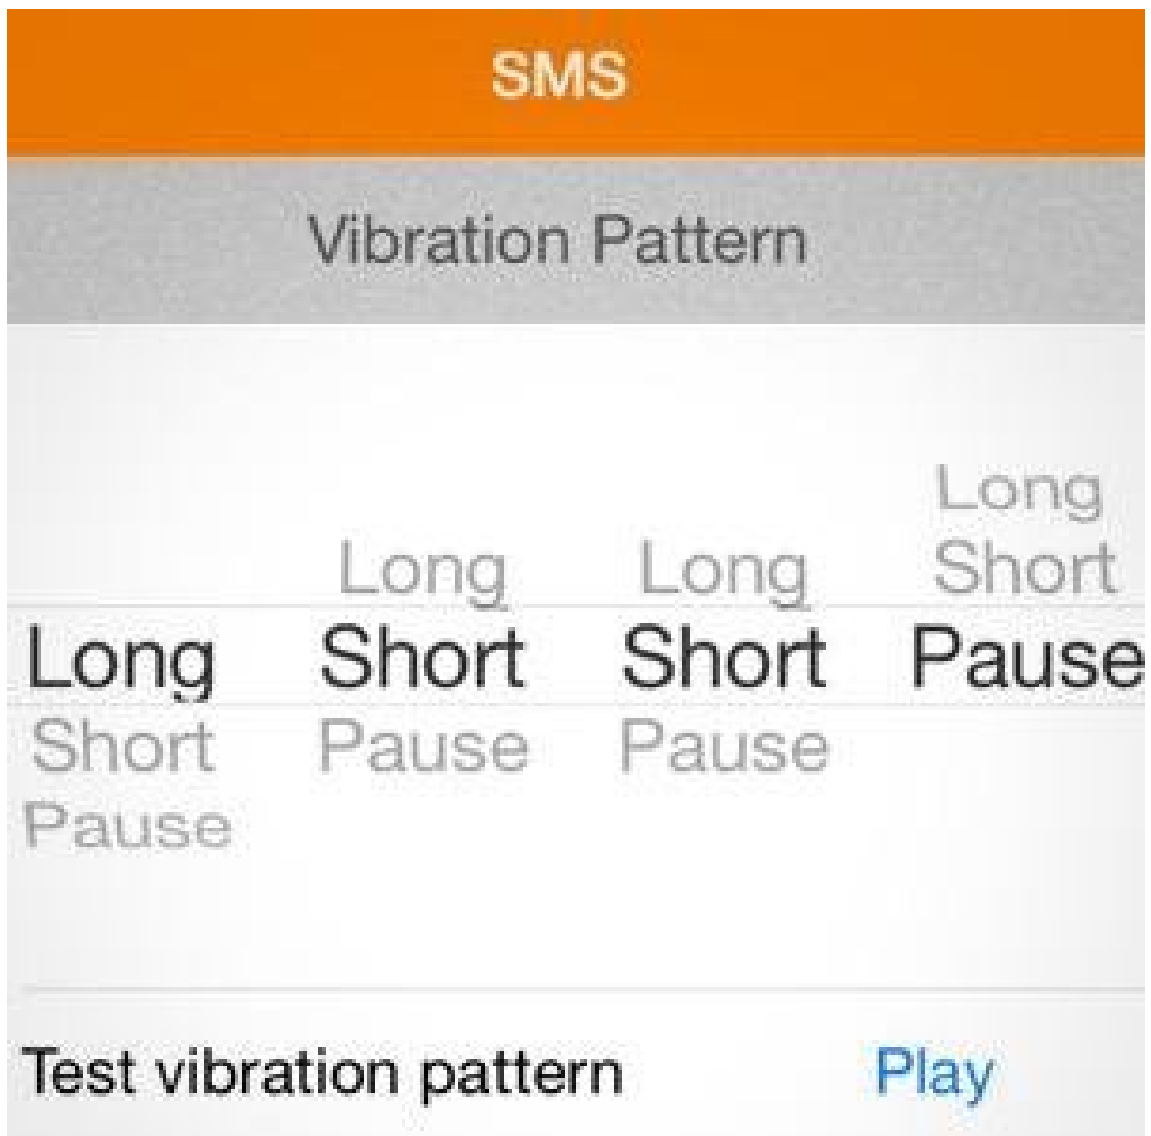 SMS
Vibration Pattern
Long
Long Long Short
Long Short Short Pause
Short Pause Pause
Pause
Test vibration pattern Play